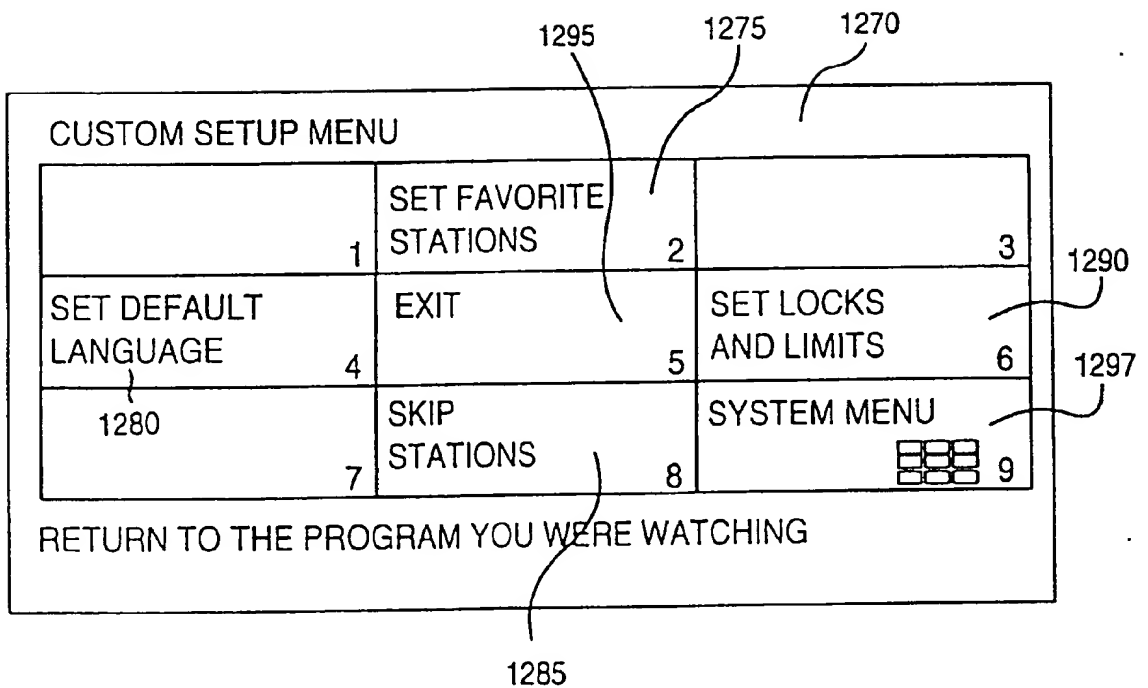 1295
1275
1270
CUSTOM SETUP MENU
1
SET FAVORITE
STATIONS
2
3
1290
SET DEFAULT
LANGUAGE
4
EXIT
5
SET LOCKS
AND LIMITS
6
1297
1280
7
SKIP
STATIONS
8
SYSTEM MENU
9
RETURN TO THE PROGRAM YOU WERE WATCHING
1285